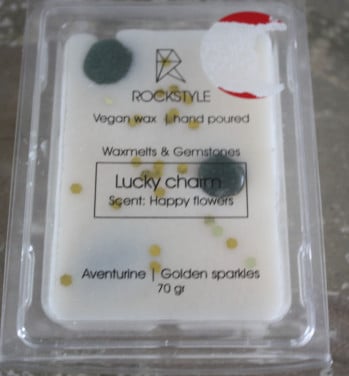 ROCKSTYLE
Vegan wax | hand poured
Waxmelts & Gemstones
Lucky charm
Scent: Happy flowers
Aventurine | Golden sparkles
70 gr